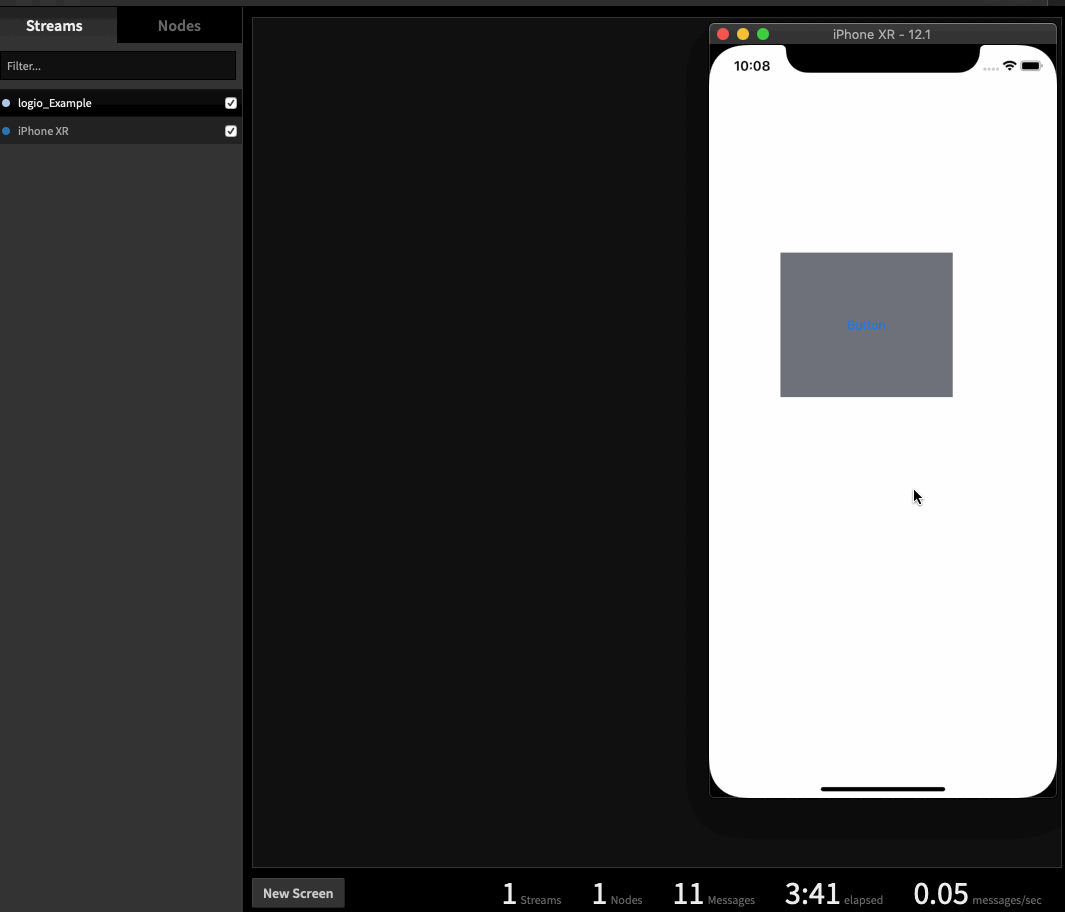 Streams Nodes
Filter...
logio_Example
iPhone XR
iPhone XR - 12.1
10:08
Button
New Screen
1 Streams
1 Nodes
11 Messages
3:41 elapsed
0.05 messages/sec